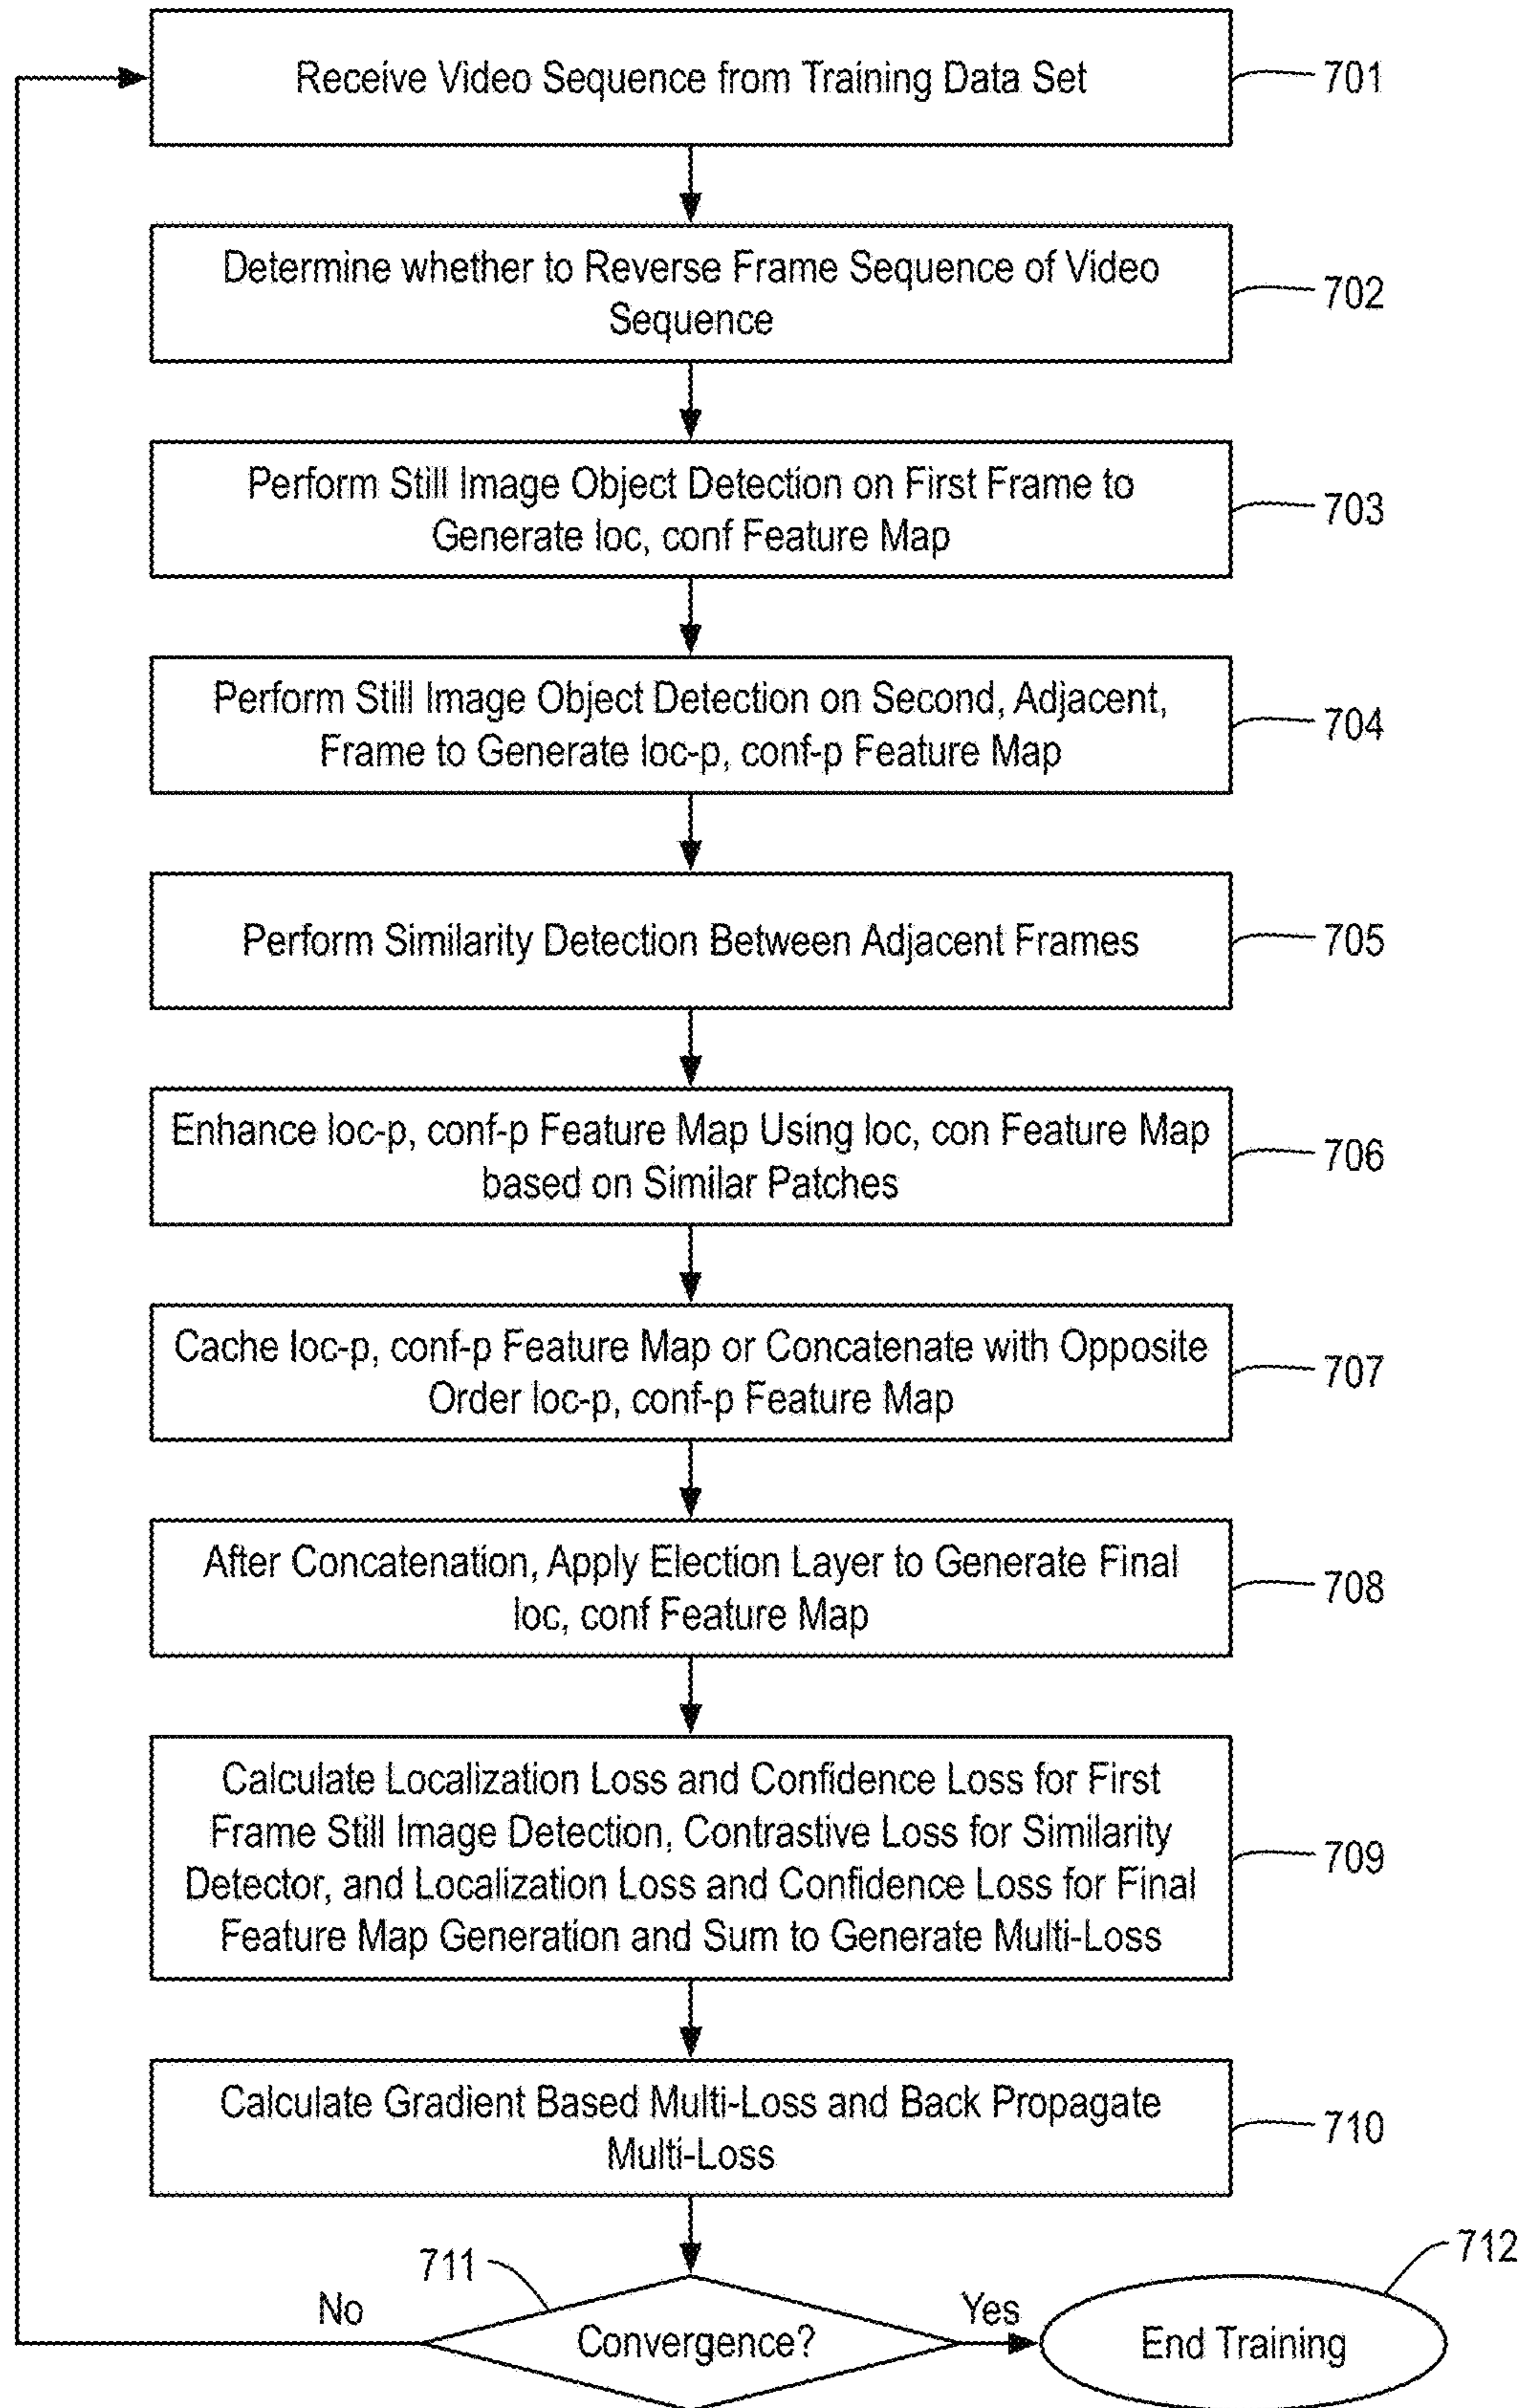 Receive Video Sequence from Training Data Set
701
Determine whether to Reverse Frame Sequence of Video
Sequence
702
Perform Still Image Object Detection on First Frame to
Generate loc, conf Feature Map
703
Perform Still Image Object Detection on Second, Adjacent,
Frame to Generate loc-p, conf-p Feature Map
704
Perform Similarity Detection Between Adjacent Frames
705
Enhance loc-p, conf-p Feature Map Using loc, con Feature Map
based on Similar Patches
706
Cache loc-p, conf-p Feature Map or Concatenate with Opposite
Order loc-p, conf-p Feature Map
707
After Concatenation, Apply Election Layer to Generate Final
loc, conf Feature Map
708
Calculate Localization Loss and Confidence Loss for First
Frame Still Image Detection, Contrastive Loss for Similarity
Detector, and Localization Loss and Confidence Loss for Final
Feature Map Generation and Sum to Generate Multi-Loss
709
Calculate Gradient Based Multi-Loss and Back Propagate
Multi-Loss
710
711
712
No
Convergence?
Yes
End Training